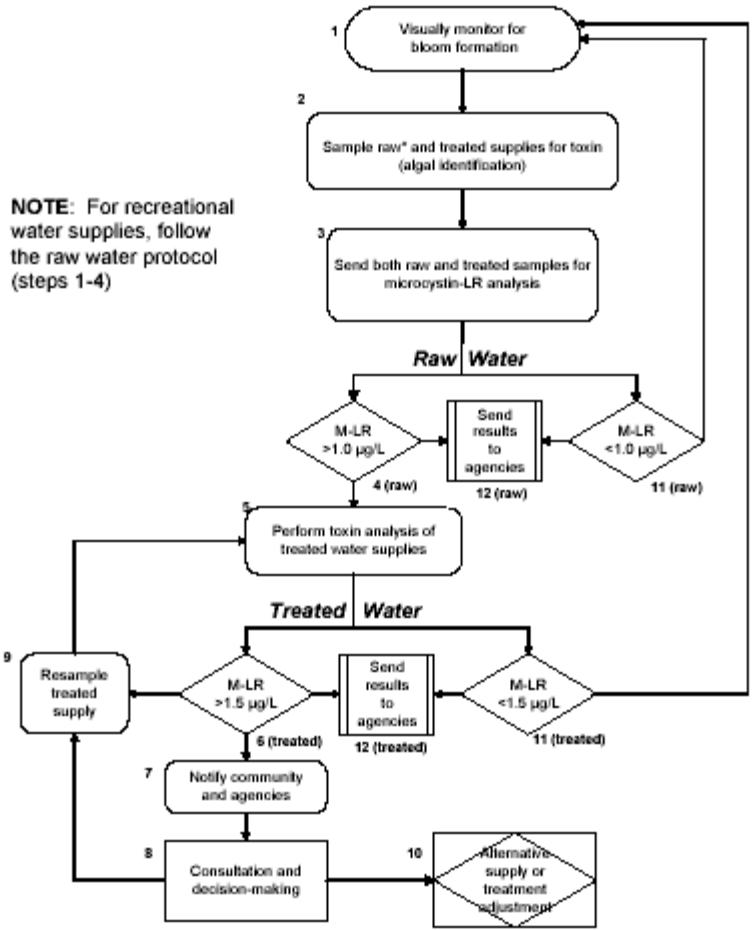 1
Visually monitor for
bloom formation
2
Sample raw* and treated supplies for toxin
(algal identification)
NOTE: For recreational
water supplies, follow
the raw water protocol
(steps 1-4)
3
Send both raw and treated samples for
microcystin-LR analysis
Raw Water
M-LR
>1.0 µg/L
4 (raw)
Send
results
to
agencies
12 (raw)
M-LR
<1.0 µg/L
11 (raw)
5
Perform toxin analysis of
treated water supplies
Treated Water
9
Resample
treated
supply
M-LR
>1.5 µg/L
6 (treated)
Send
results
to
agencies
12 (treated)
M-LR
<1.5 µg/L
11 (treated)
7
Notify community
and agencies
8
Consultation and
decision-making
10
Alternative
supply or
treatment
adjustment